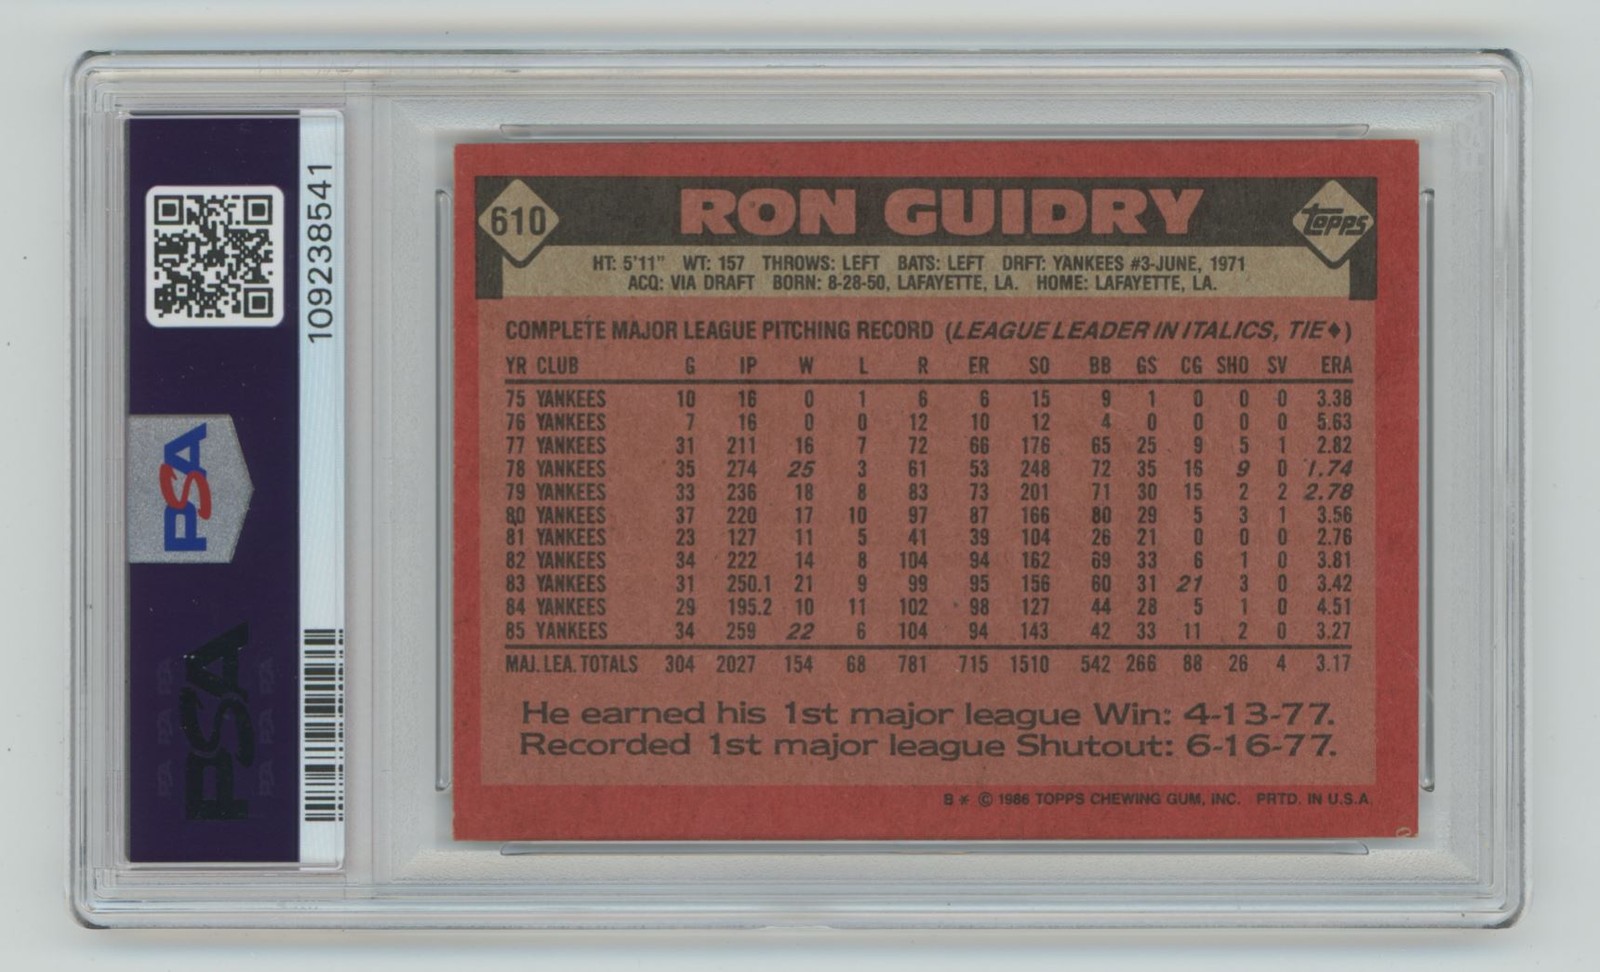 109238541
PSA
PSA
610 RON GUIDRY topps
HT: 5'11" WT: 157 THROWS: LEFT BATS: LEFT DRFT: YANKEES #3-JUNE, 1971
ACQ: VIA DRAFT BORN: 8-28-50, LAFAYETTE, LA. HOME: LAFAYETTE, LA.
COMPLETE MAJOR LEAGUE PITCHING RECORD (LEAGUE LEADER IN ITALICS, TIE♦)
YR CLUB G IP W L R ER SO BB GS CG SHO SV ERA
75 YANKEES 10 16 0 1 6 6 15 9 1 0 0 0 3.38
76 YANKEES 7 16 0 0 12 10 12 4 0 0 0 0 5.63
77 YANKEES 31 211 16 7 72 66 176 65 25 9 5 1 2.82
78 YANKEES 35 274 25 3 61 53 248 72 35 16 9 0 1.74
79 YANKEES 33 236 18 8 83 73 201 71 30 15 2 2 2.78
80 YANKEES 37 220 17 10 97 87 166 80 29 5 3 1 3.56
81 YANKEES 23 127 11 5 41 39 104 26 21 0 0 0 2.76
82 YANKEES 34 222 14 8 104 94 162 69 33 6 1 0 3.81
83 YANKEES 31 250.1 21 9 99 95 156 60 31 21 3 0 3.42
84 YANKEES 29 195.2 10 11 102 98 127 44 28 5 1 0 4.51
85 YANKEES 34 259 22 6 104 94 143 42 33 11 2 0 3.27
MAJ. LEA. TOTALS 304 2027 154 68 781 715 1510 542 266 88 26 4 3.17
He earned his 1st major league Win: 4-13-77.
Recorded 1st major league Shutout: 6-16-77.
B * © 1986 TOPPS CHEWING GUM, INC. PRTD. IN U.S.A.